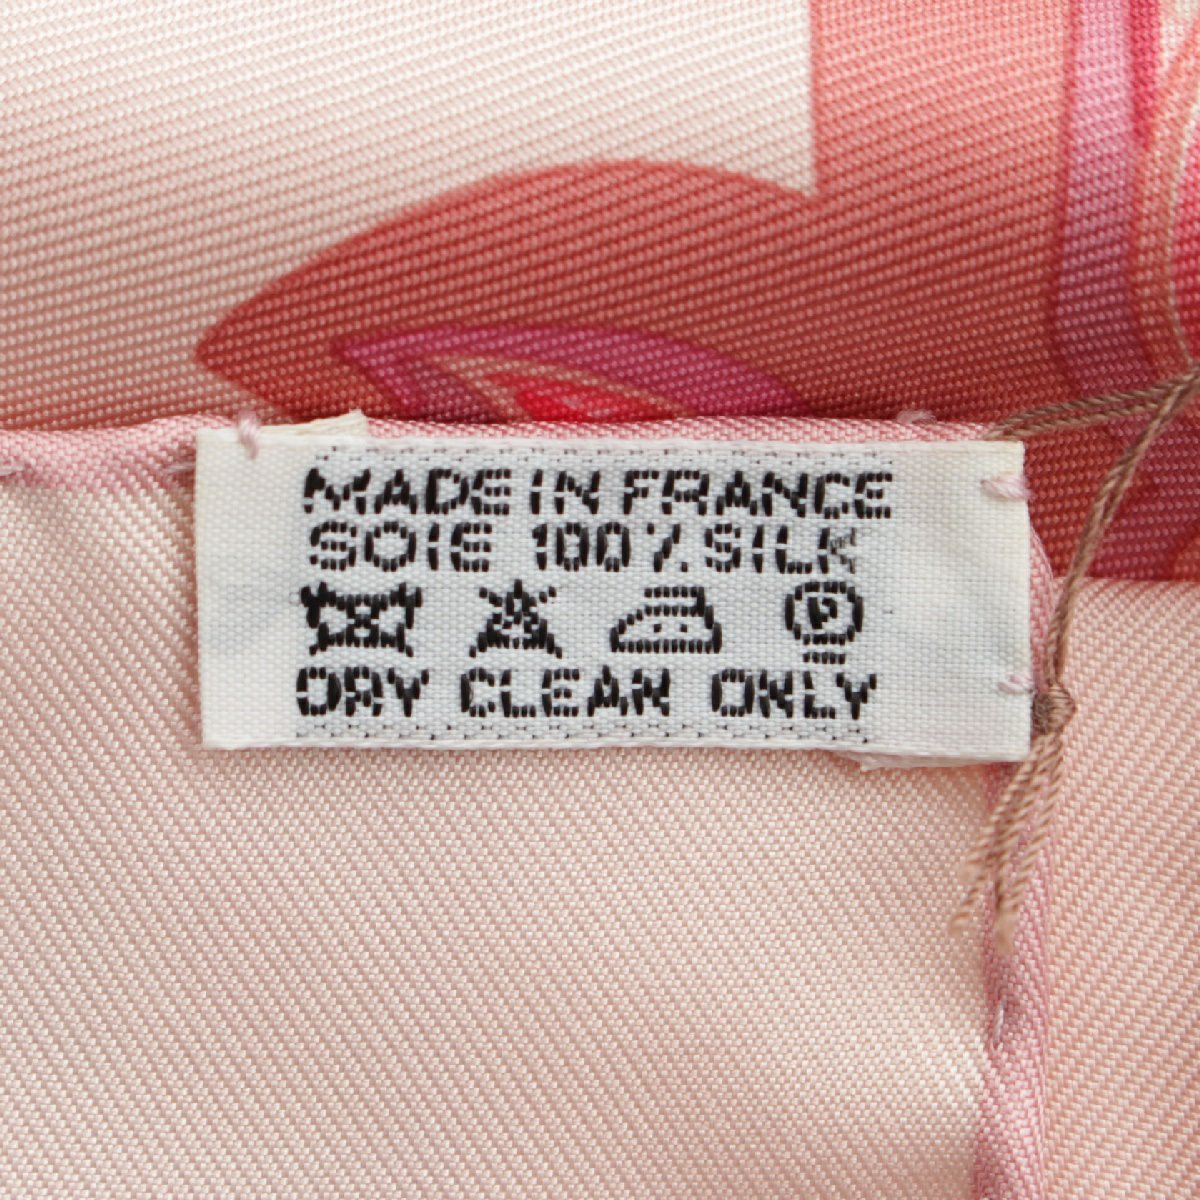 MADE IN FRANCE
SOIE 100% SILK
P
DRY CLEAN ONLY